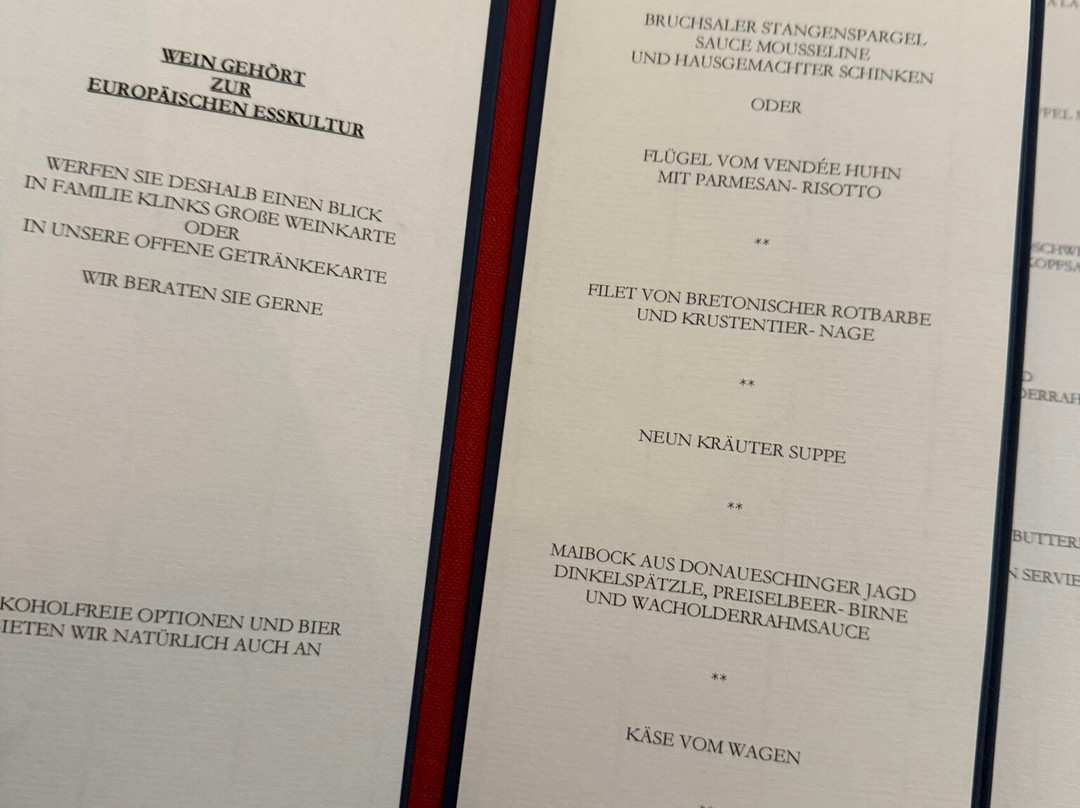 WEIN GEHÖRT
ZUR
EUROPÄISCHEN ESSKULTUR
WERFEN SIE DESHALB EINEN BLICK
IN FAMILIE KLINKS GROßE WEINKARTE
ODER
IN UNSERE OFFENE GETRÄNKEKARTE
WIR BERATEN SIE GERNE
KOHOLFREIE OPTIONEN UND BIER
IETEN WIR NATÜRLICH AUCH AN
BRUCHSALER STANGENSPARGEL
SAUCE MOUSSELINE
UND HAUSGEMACHTER SCHINKEN
ODER
FLÜGEL VOM VENDÉE HUHN
MIT PARMESAN- RISOTTO
**
FILET VON BRETONISCHER ROTBARBE
UND KRUSTENTIER- NAGE
**
NEUN KRÄUTER SUPPE
**
MAIBOCK AUS DONAUESCHINGER JAGD
DINKELSPÄTZLE, PREISELBEER- BIRNE
UND WACHOLDERRAHMSAUCE
**
KÄSE VOM WAGEN